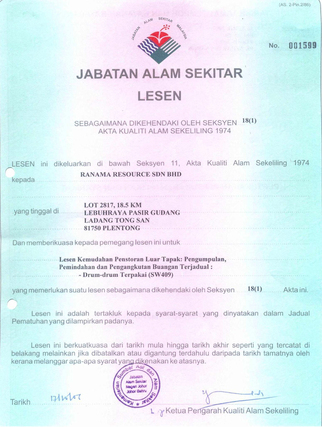 (AS. 3-Pin.2/96)
No. 001599
JABATAN ALAM SEKITAR
LESEN
SEBAGAIMANA DIKEHENDAKI OLEH SEKSYEN 18(1)
AKTA KUALITI ALAM SEKELILING 1974
LESEN ini dikeluarkan di bawah Seksyen 11, Akta Kualiti Alam Sekeliling 1974
kepada RANAMA RESOURCE SDN BHD
yang tinggal di LOT 2817, 18.5 KM
LEBUHRAYA PASIR GUDANG
LADANG TONG SAN
81750 PLENTONG
Dan memberikuasa kepada pemegang lesen ini untuk
Lesen Kemudahan Penstoran Luar Tapak: Pengumpulan,
Pemindahan dan Pengangkutan Buangan Terjadual :
- Drum-drum Terpakai (SW409)
yang memerlukan suatu lesen sebagaimana dikehendaki oleh Seksyen 18(1) Akta ini.
LESEN ini adalah tertakluk kepada syarat-syarat yang dinyatakan dalam Jadual
Pematuhan yang dilampirkan padanya.
LESEN ini berkuatkuasa dari tarikh mula hingga tarikh akhir seperti yang tercatat di
belakang melainkan jika dibatalkan atau digantung terdahulu daripada tarikh tamatnya oleh
kerana melanggar apa-apa syarat yang dikenakan ke atasnya.
Tarikh
Ketua Pengarah Kualiti Alam Sekeliling